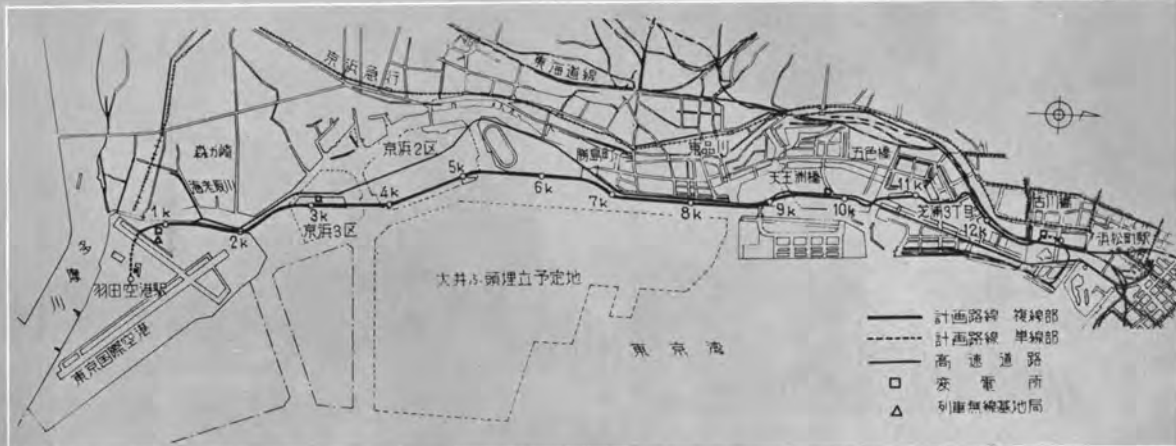 京浜急行
東海道線
森ヶ崎
海老取川
京浜2区
勝島町
東品川
五色橋
天王洲橋
芝浦3丁目
古川橋
浜松町駅
1k
2k
3k
4k
5k
6k
7k
8k
9k
10k
11k
12k
京浜3区
羽田空港駅
多摩川
東京国際空港
大井ふ頭埋立予定地
東京湾
計画路線 複線部
計画路線 単線部
高速道路
変電所
列車無線基地局